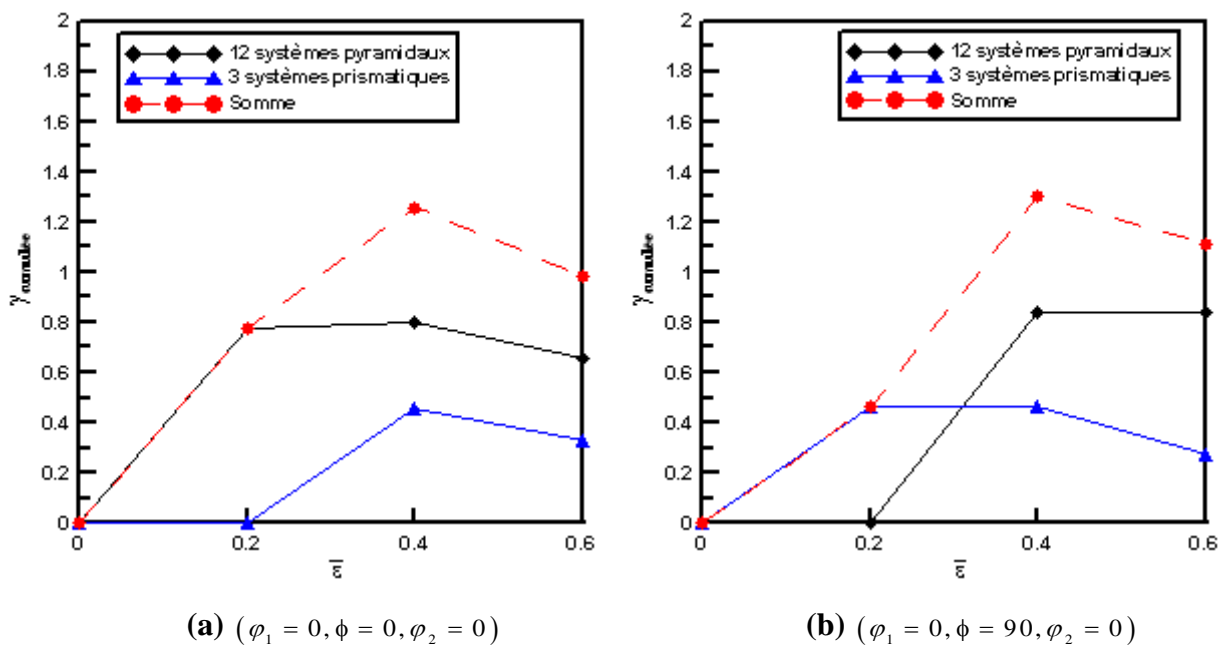 2
1.8
1.6
1.4
1.2
1
0.8
0.6
0.4
0.2
0
γ cumulée
12 systèmes pyramidaux
3 systèmes prismatiques
Somme
0 0.2 0.4 0.6
ε̅
(a) (φ₁ = 0, ϕ = 0, φ₂ = 0)
2
1.8
1.6
1.4
1.2
1
0.8
0.6
0.4
0.2
0
γ cumulée
12 systèmes pyramidaux
3 systèmes prismatiques
Somme
0 0.2 0.4 0.6
ε̅
(b) (φ₁ = 0, ϕ = 90, φ₂ = 0)